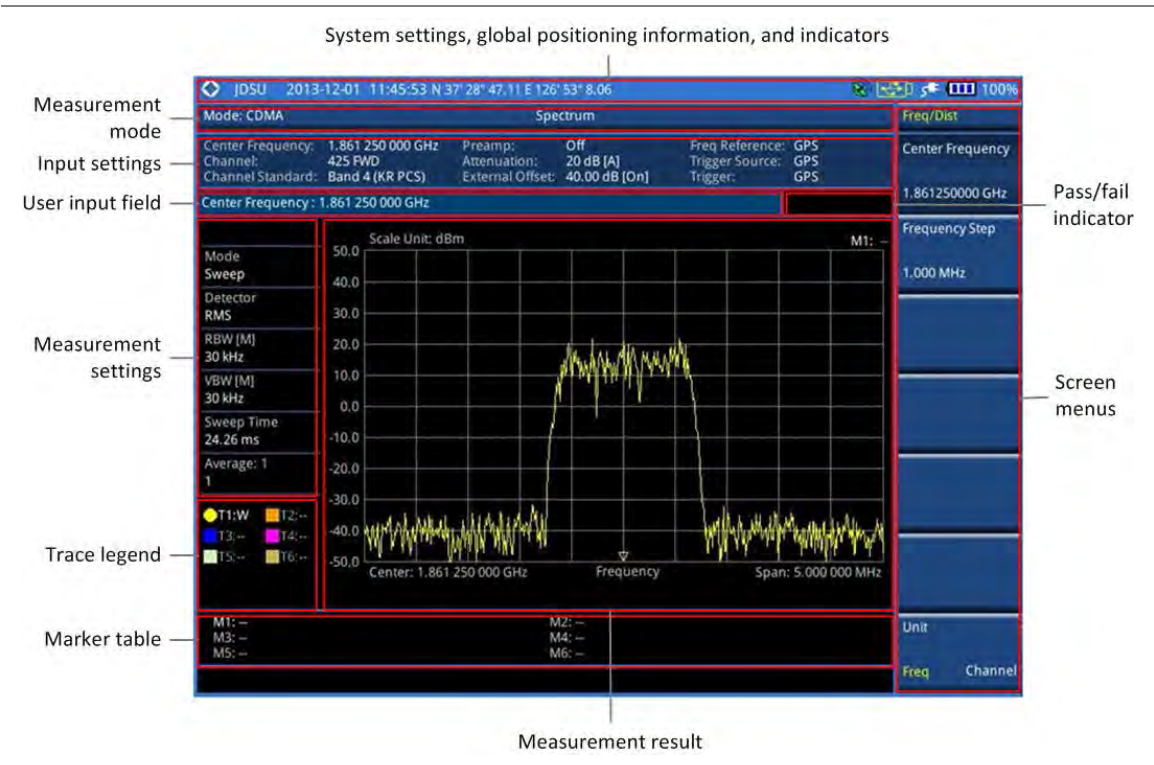 System settings, global positioning information, and indicators
JDSU 2013-12-01 11:45:53 N 37° 28" 47.11 E 126° 53" 8.06 100%
Measurement
mode
Mode: CDMA Spectrum
Freq/Dist
Input settings
Center Frequency: 1.861 250 000 GHz Preamp: Off Freq Reference: GPS
Channel: 425 FWD Attenuation: 20 dB [A] Trigger Source: GPS
Channel Standard: Band 4 (KR PCS) External Offset: 40.00 dB [On] Trigger: GPS
Center Frequency
1.861250000 GHz
User input field
Center Frequency : 1.861 250 000 GHz
Pass/fail
indicator
Frequency Step
1.000 MHz
Measurement
settings
Mode
Sweep
Detector
RMS
RBW [M]
30 kHz
VBW [M]
30 kHz
Sweep Time
24.26 ms
Average: 1
1
Scale Unit: dBm M1: --
50.0
40.0
30.0
20.0
10.0
0.0
-10.0
-20.0
-30.0
-40.0
-50.0
Center: 1.861 250 000 GHz Frequency Span: 5.000 000 MHz
Screen
menus
Trace legend
T1:W T2:--
T3:-- T4:--
T5:-- T6:--
Marker table
M1: -- M2: --
M3: -- M4: --
M5: -- M6: --
Unit
Freq Channel
Measurement result